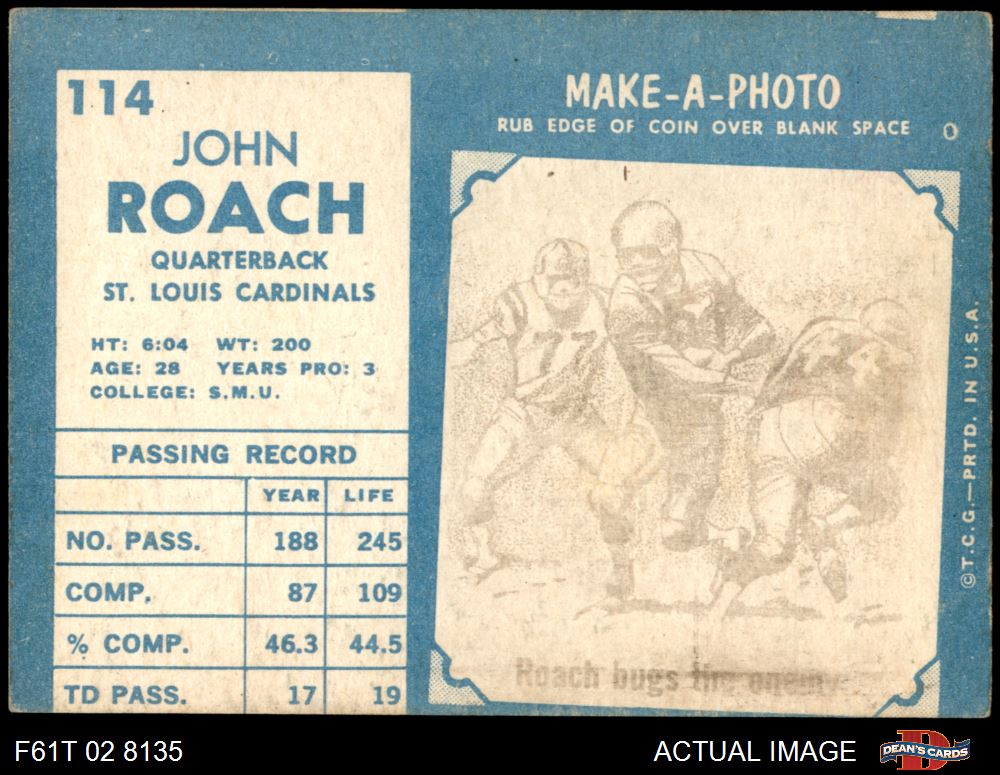 114
JOHN
ROACH
QUARTERBACK
ST. LOUIS CARDINALS
HT: 6:04 WT: 200
AGE: 28 YEARS PRO: 3
COLLEGE: S.M.U.
PASSING RECORD
YEAR LIFE
NO. PASS. 188 245
COMP. 87 109
% COMP. 46.3 44.5
TD PASS. 17 19
MAKE-A-PHOTO
RUB EDGE OF COIN OVER BLANK SPACE
77
44
Roach bugs the enemy
©T.C.G.—PRTD. IN U.S.A.
F61T 02 8135
ACTUAL IMAGE
D
DEAN'S CARDS